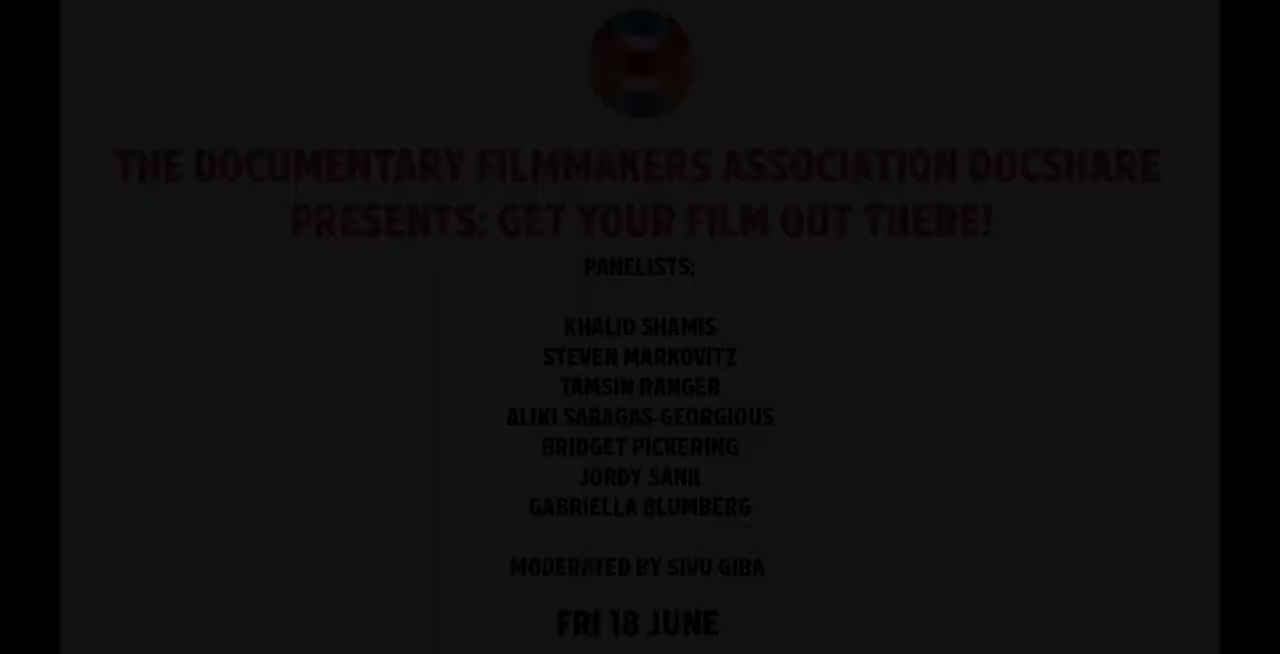 THE DOCUMENTARY FILMMAKERS ASSOCIATION DOCSHARE
PRESENTS: GET YOUR FILM OUT THERE!
PANELISTS:
KHALID SHAMIS
STEVEN MARKOVITZ
TAMSIN RANGER
ALIKI SARAGAS-GEORGIOUS
BRIDGET PICKERING
JORDY SANK
GABRIELLA BLUMBERG
MODERATED BY SIVU GIBA
FRI 18 JUNE